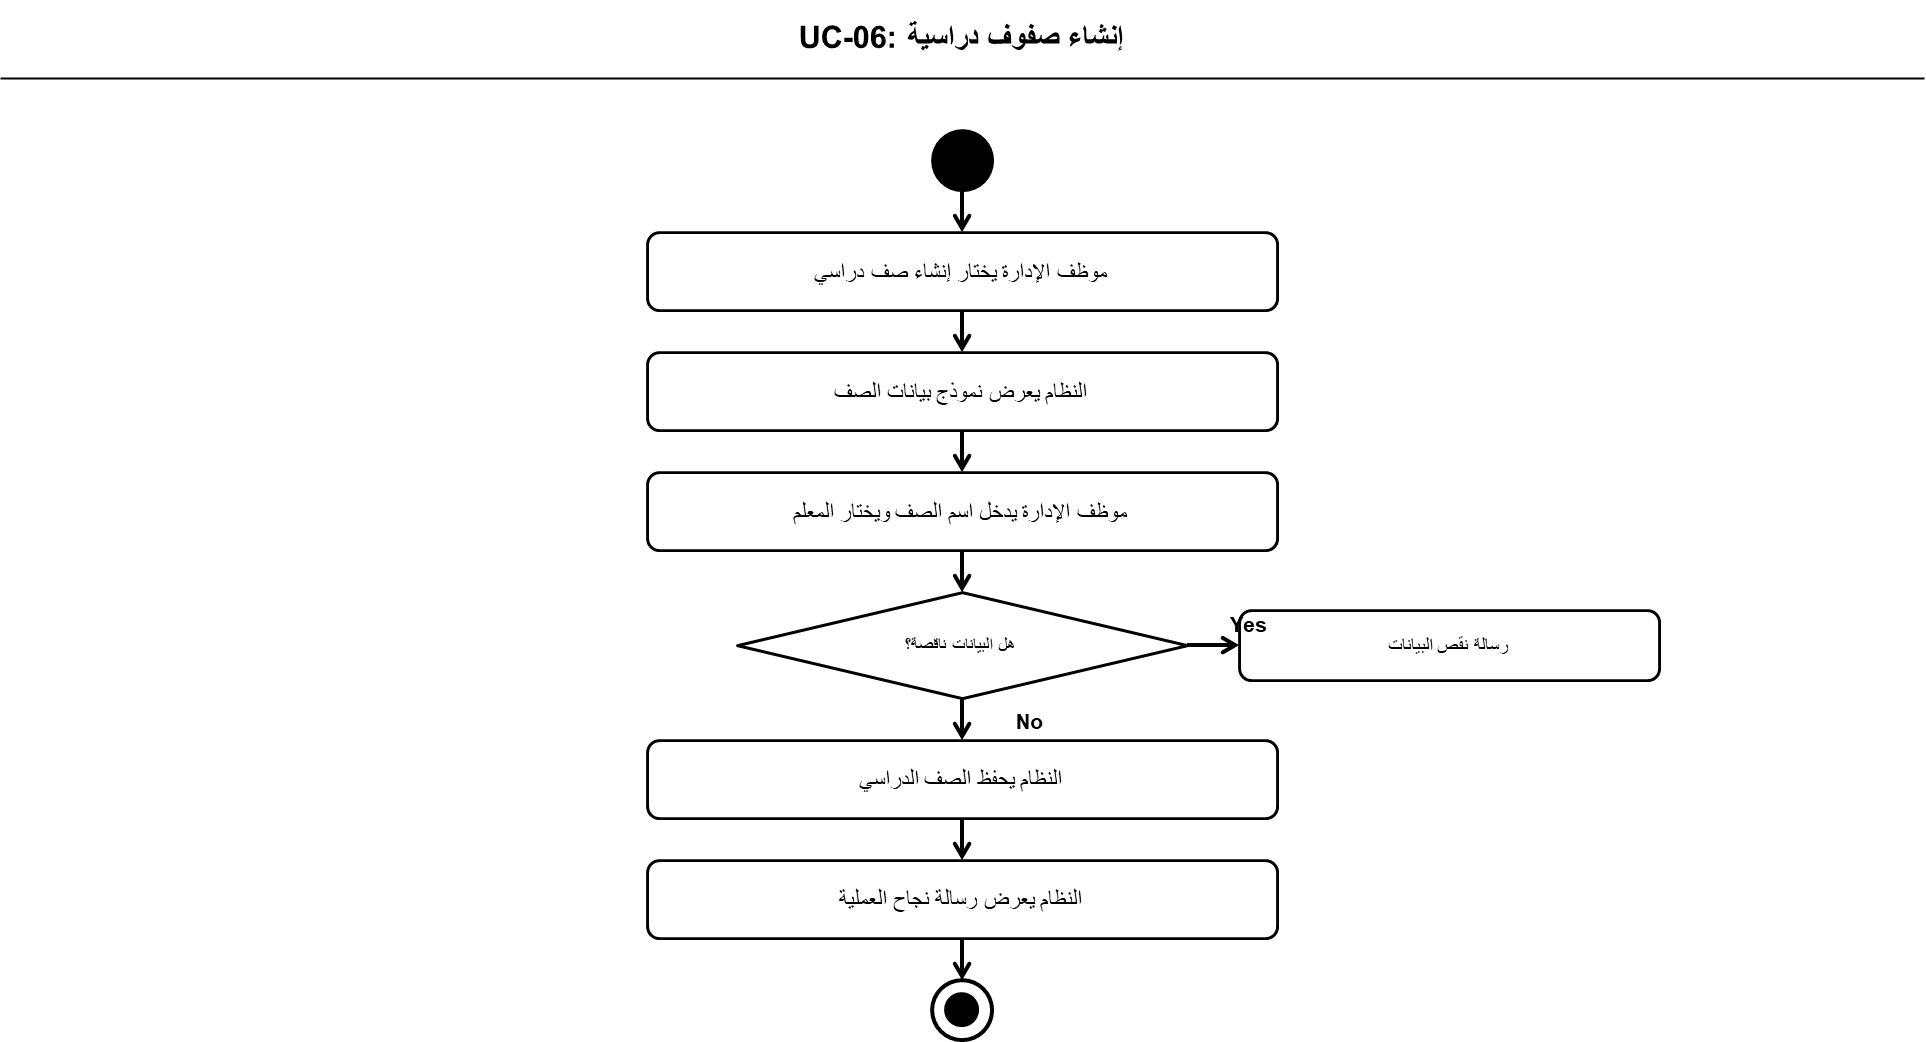 UC-06: إنشاء صفوف دراسية
موظف الإدارة يختار إنشاء صف دراسي
النظام يعرض نموذج بيانات الصف
موظف الإدارة يدخل اسم الصف ويختار المعلم
هل البيانات ناقصة؟
Yes
رسالة نقص البيانات
No
النظام يحفظ الصف الدراسي
النظام يعرض رسالة نجاح العملية